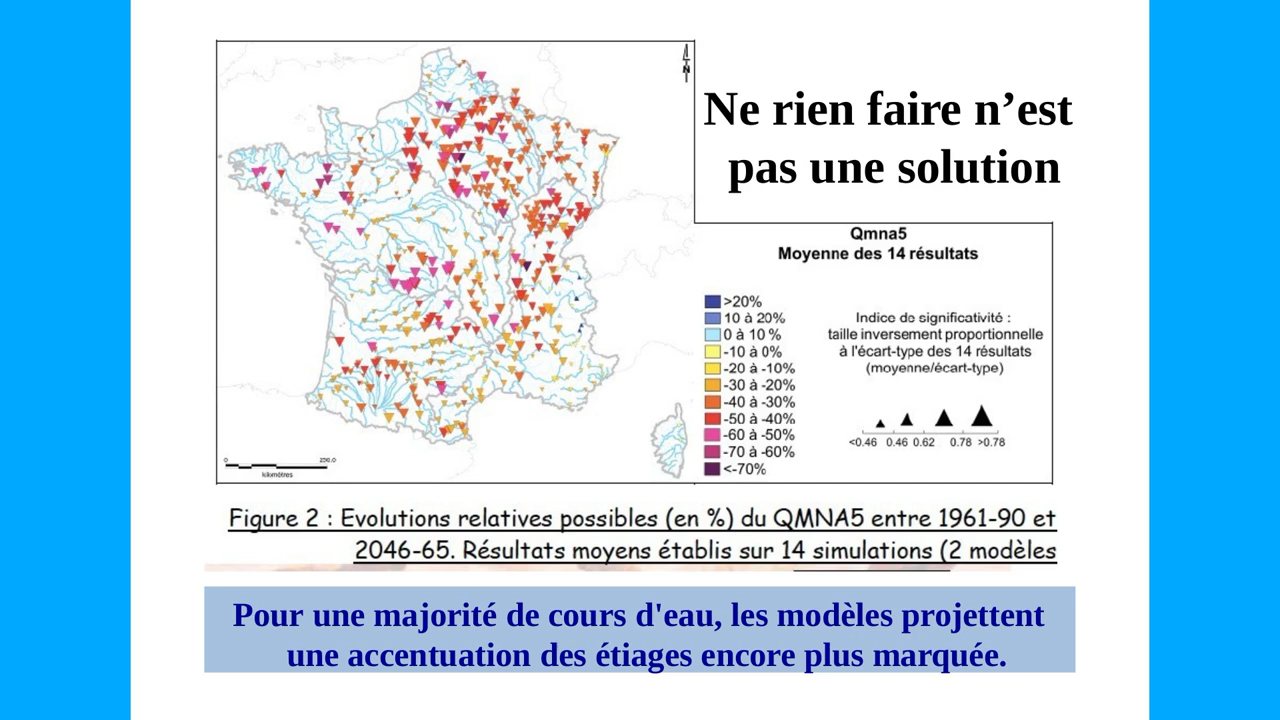 N
Ne rien faire n’est
pas une solution
Qmna5
Moyenne des 14 résultats
>20%
10 à 20%
0 à 10 %
-10 à 0%
-20 à -10%
-30 à -20%
-40 à -30%
-50 à -40%
-60 à -50%
-70 à -60%
<-70%
Indice de significativité :
taille inversement proportionnelle
à l'écart-type des 14 résultats
(moyenne/écart-type)
<0.46 0.46 0.62 0.78 >0.78
0 250,0
kilomètres
Figure 2 : Evolutions relatives possibles (en %) du QMNA5 entre 1961-90 et
2046-65. Résultats moyens établis sur 14 simulations (2 modèles
Pour une majorité de cours d'eau, les modèles projettent
une accentuation des étiages encore plus marquée.